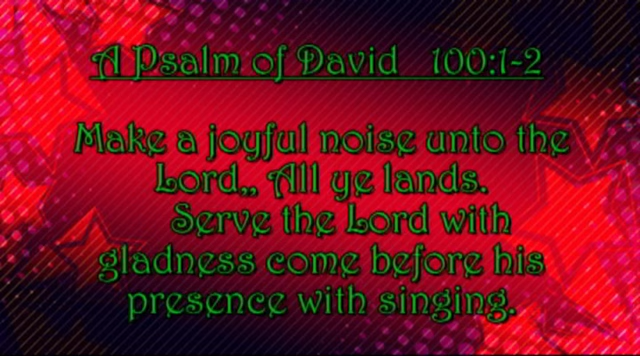 A Psalm of David 100:1-2
Make a joyful noise unto the
Lord,, All ye lands.
Serve the Lord with
gladness come before his
presence with singing.